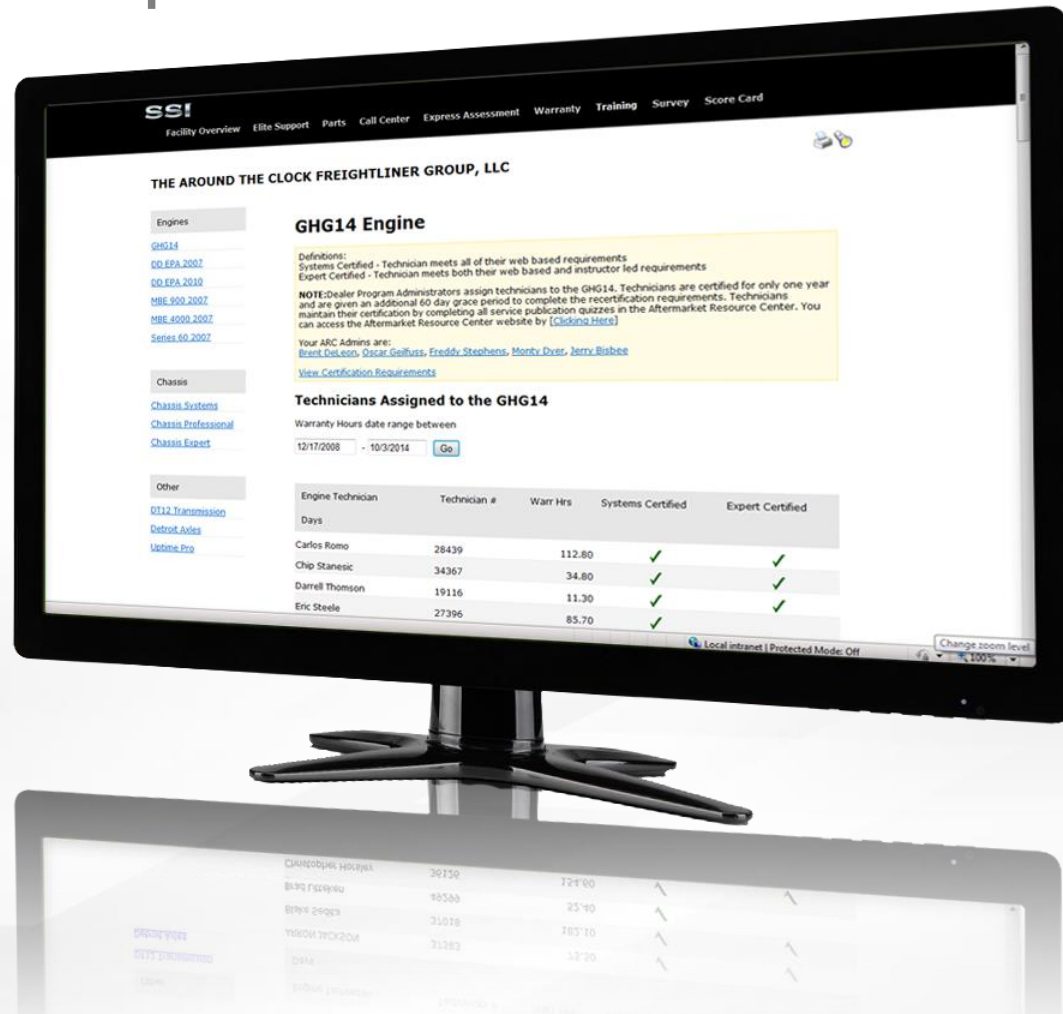 SSI
Facility Overview Elite Support Parts Call Center Express Assessment Warranty Training Survey Score Card
THE AROUND THE CLOCK FREIGHTLINER GROUP, LLC
Engines
GHG14
DD EPA 2007
DD EPA 2010
MBE 900 2007
MBE 4000 2007
Series 60 2007
Chassis
Chassis Systems
Chassis Professional
Chassis Expert
Other
DT12 Transmission
Detroit Axles
Uptime Pro
GHG14 Engine
Definitions:
Systems Certified - Technician meets all of their web based requirements
Expert Certified - Technician meets both their web based and instructor led requirements
NOTE:Dealer Program Administrators assign technicians to the GHG14. Technicians are certified for only one year
and are given an additional 60 day grace period to complete the recertification requirements. Technicians
maintain their certification by completing all service publication quizzes in the Aftermarket Resource Center. You
can access the Aftermarket Resource Center website by [Clicking Here]
Your ARC Admins are:
Brent DeLeon, Oscar Geilfuss, Freddy Stephens, Monty Dyer, Jerry Bisbee
View Certification Requirements
Technicians Assigned to the GHG14
Warranty Hours date range between
12/17/2008 - 10/3/2014 Go
Engine Technician Technician # Warr Hrs Systems Certified Expert Certified
Days
Carlos Romo 28439 112.80 ✓ ✓
Chip Stanesic 34367 34.80 ✓ ✓
Darrell Thomson 19116 11.30 ✓ ✓
Eric Steele 27396 85.70 ✓
Local intranet | Protected Mode: Off 100%
Change zoom level